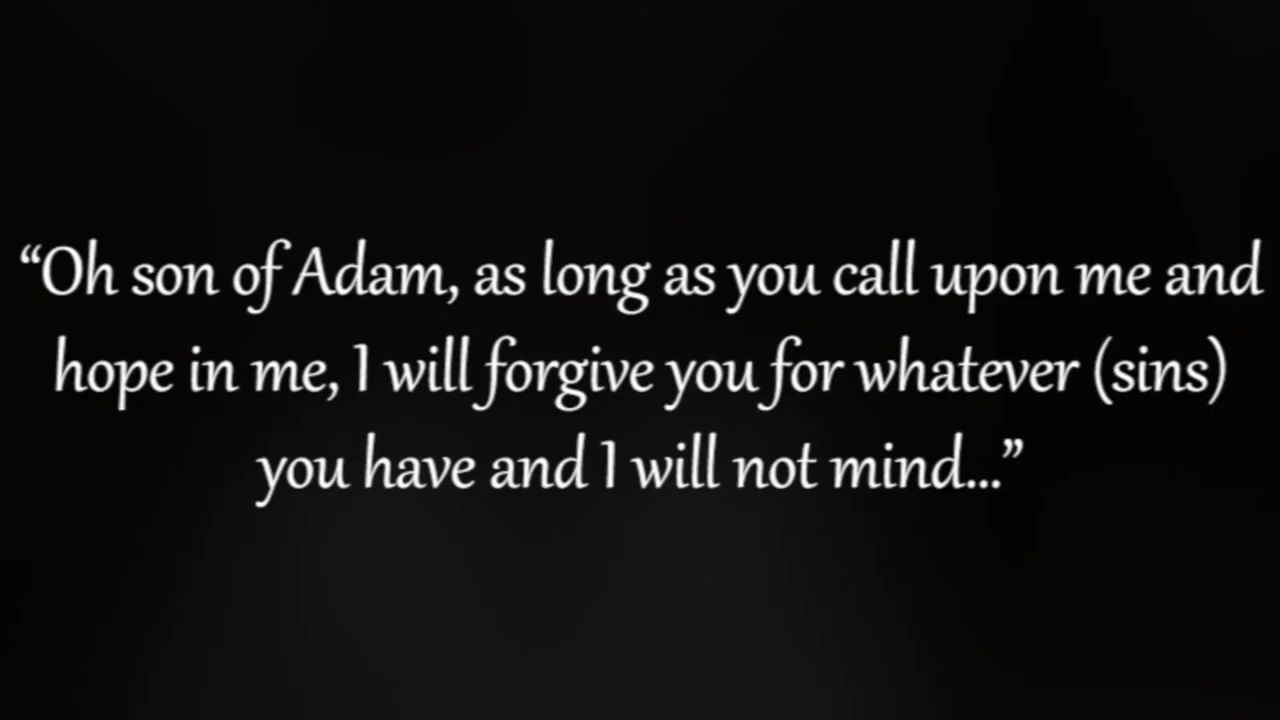 “Oh son of Adam, as long as you call upon me and
hope in me, I will forgive you for whatever (sins)
you have and I will not mind...”